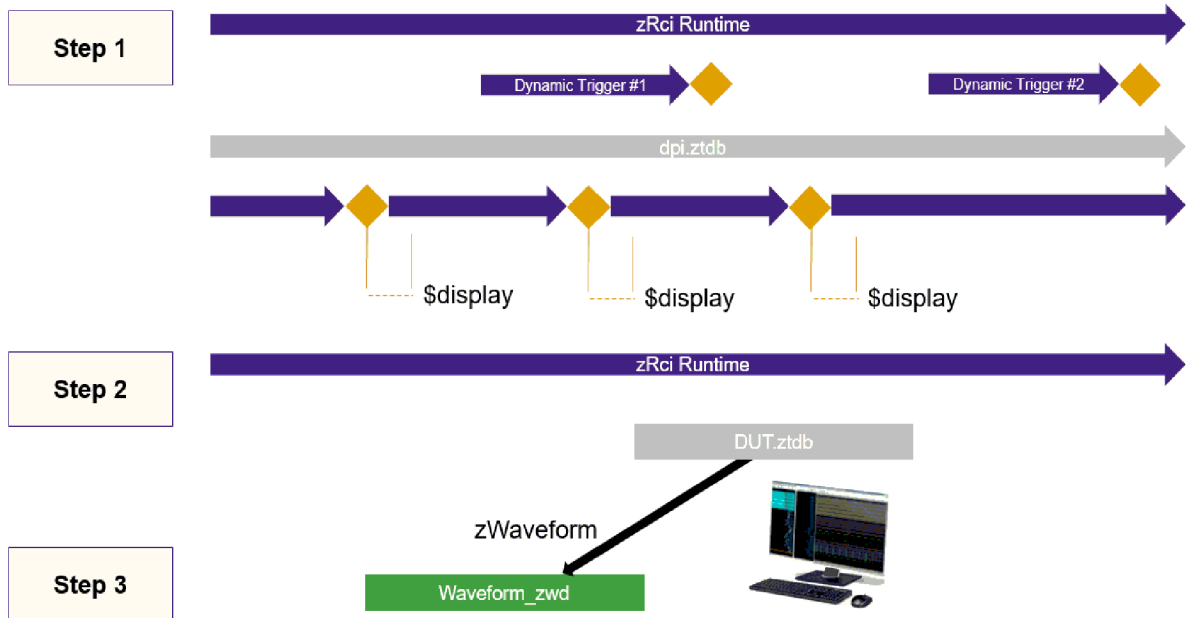 Step 1
zRci Runtime
Dynamic Trigger #1
Dynamic Trigger #2
dpi.ztdb
$display
$display
$display
Step 2
zRci Runtime
DUT.ztdb
zWaveform
Step 3
Waveform_zwd